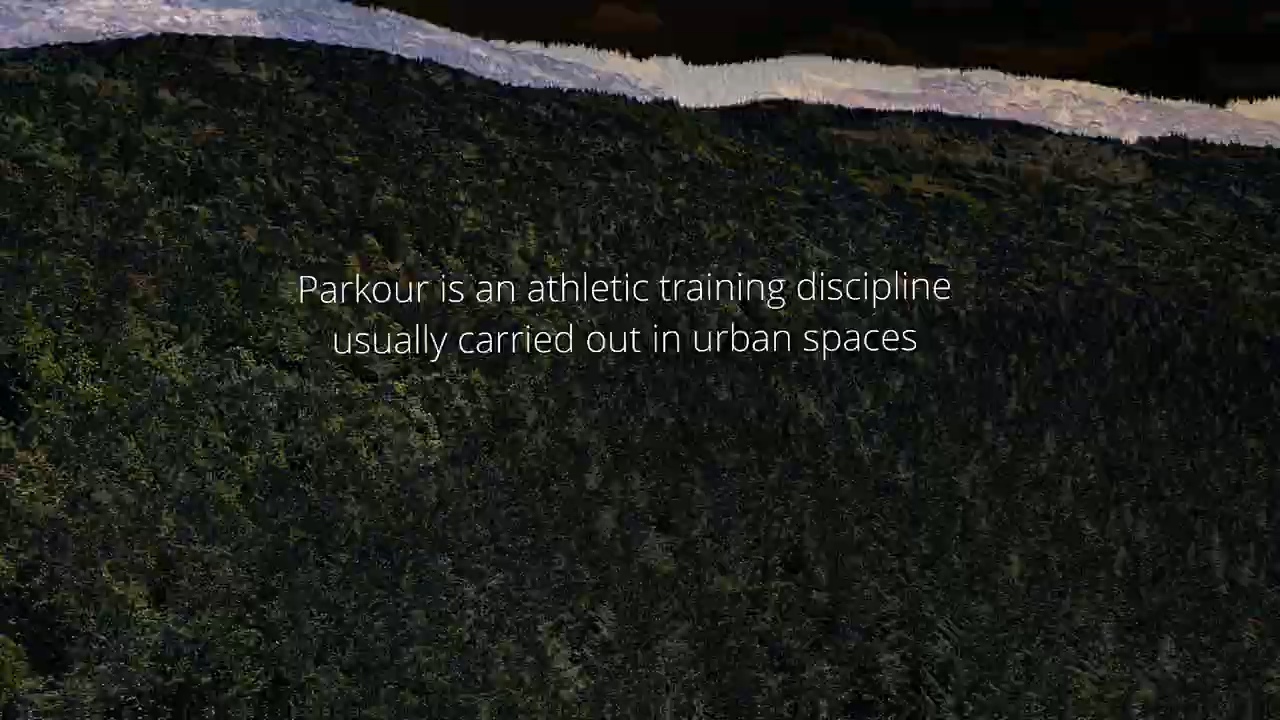 Parkour is an athletic training discipline
usually carried out in urban spaces